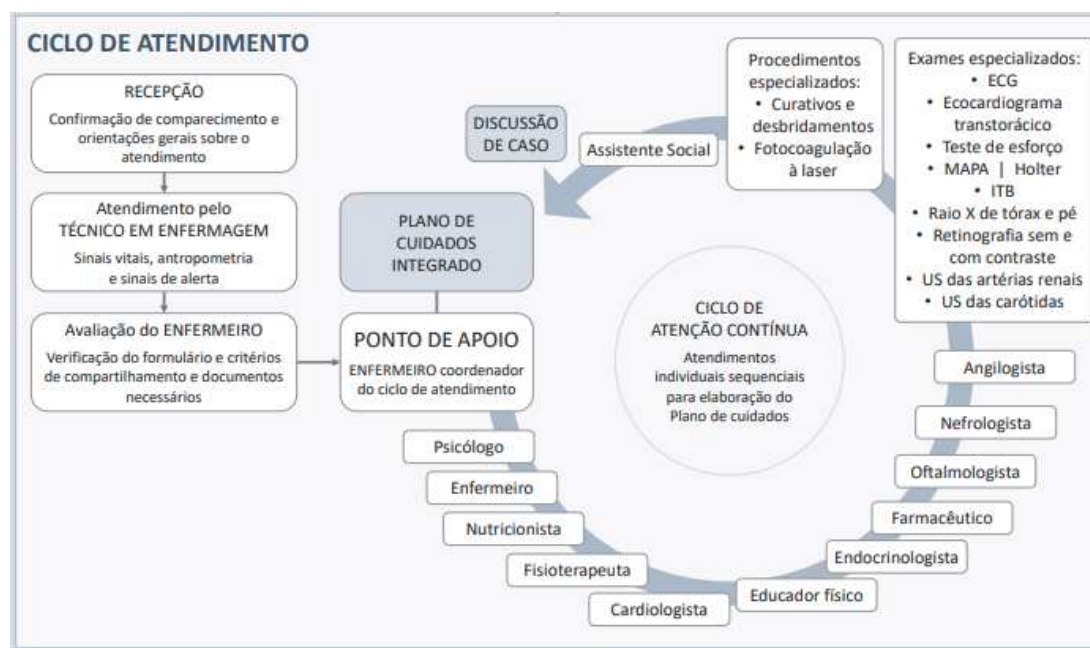 CICLO DE ATENDIMENTO
RECEPÇÃO
Confirmação de comparecimento e
orientações gerais sobre o
atendimento
Atendimento pelo
TÉCNICO EM ENFERMAGEM
Sinais vitais, antropometria
e sinais de alerta
Avaliação do ENFERMEIRO
Verificação do formulário e critérios
de compartilhamento e documentos
necessários
PONTO DE APOIO
ENFERMEIRO coordenador
do ciclo de atendimento
PLANO DE
CUIDADOS
INTEGRADO
DISCUSSÃO
DE CASO
Assistente Social
Procedimentos
especializados:
• Curativos e
desbridamentos
• Fotocoagulação
à laser
Exames especializados:
• ECG
• Ecocardiograma
transtorácico
• Teste de esforço
• MAPA | Holter
• ITB
• Raio X de tórax e pé
• Retinografia sem e
com contraste
• US das artérias renais
• US das carótidas
CICLO DE
ATENÇÃO CONTÍNUA
Atendimentos
individuais sequenciais
para elaboração do
Plano de cuidados
Angilogista
Nefrologista
Oftalmologista
Farmacêutico
Endocrinologista
Educador físico
Cardiologista
Fisioterapeuta
Nutricionista
Enfermeiro
Psicólogo